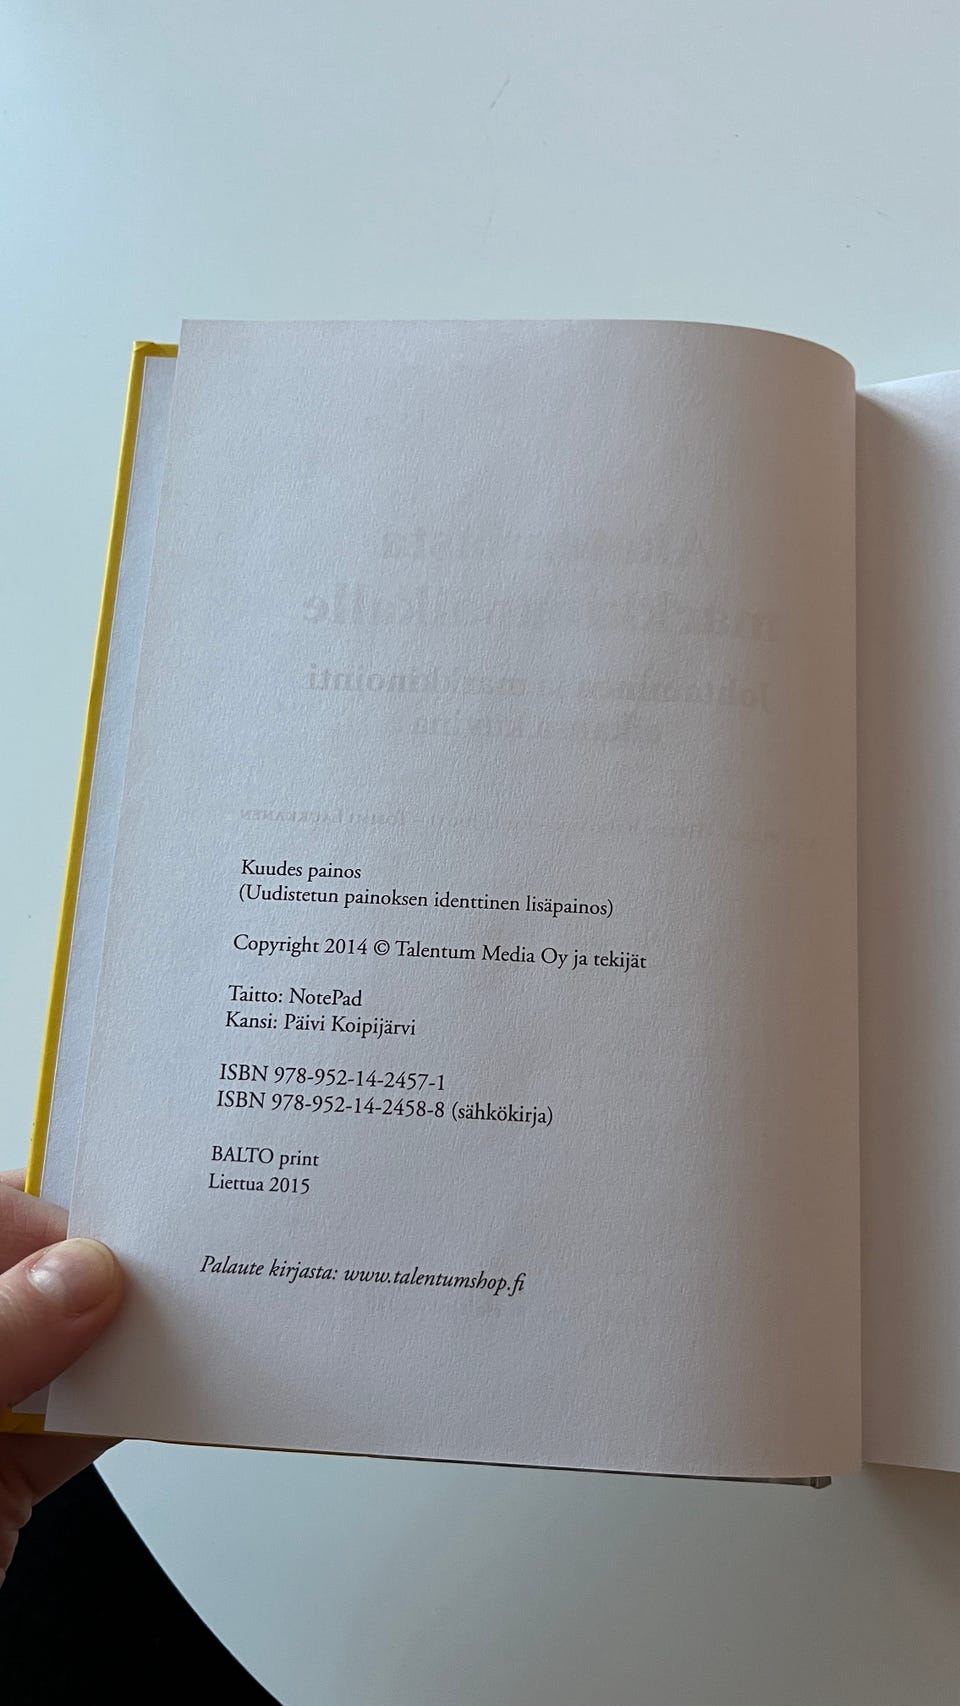 Kuudes painos
(Uudistetun painoksen identtinen lisäpainos)
Copyright 2014 © Talentum Media Oy ja tekijät
Taitto: NotePad
Kansi: Päivi Koipijärvi
ISBN 978-952-14-2457-1
ISBN 978-952-14-2458-8 (sähkökirja)
BALTO print
Liettua 2015
Palaute kirjasta: www.talentumshop.fi